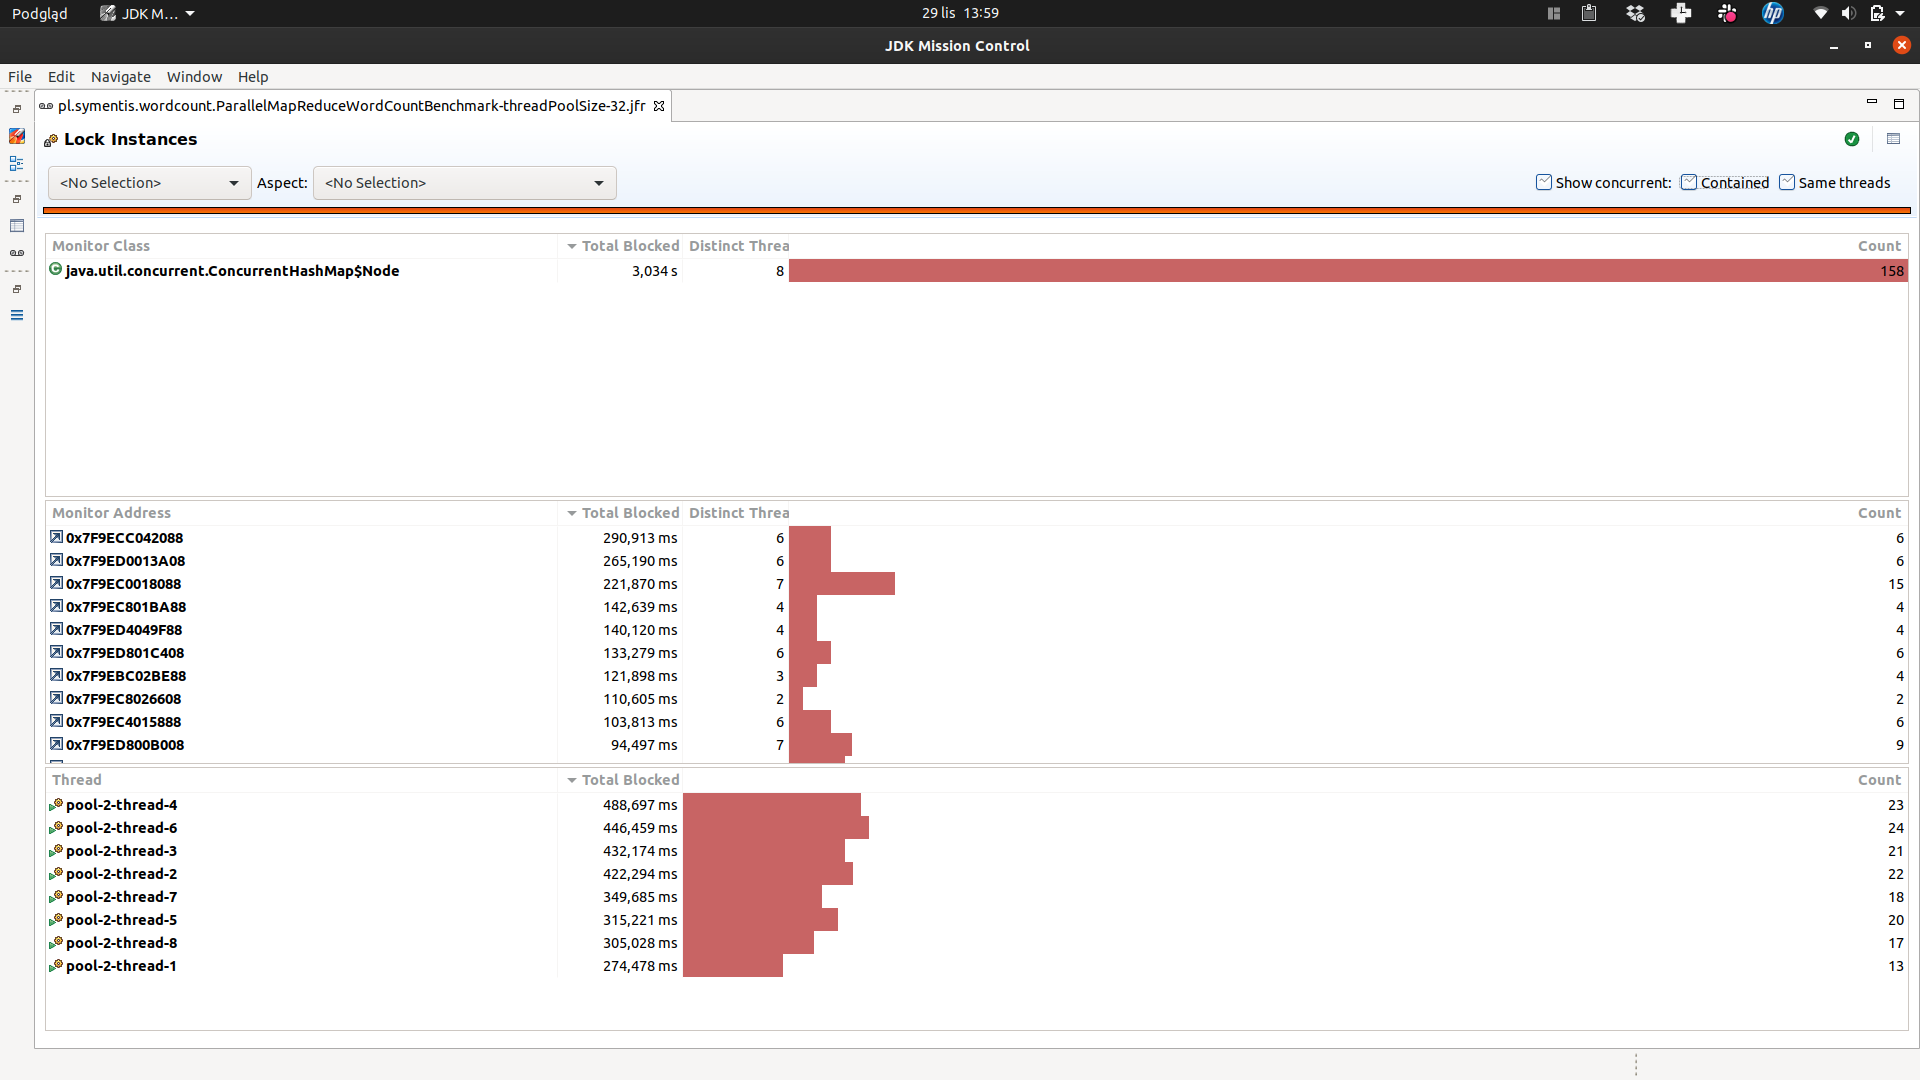 Podgląd JDK M... 29 lis 13:59
JDK Mission Control
File Edit Navigate Window Help
pl.symentis.wordcount.ParallelMapReduceWordCountBenchmark-threadPoolSize-32.jfr
Lock Instances
<No Selection> Aspect: <No Selection> Show concurrent: Contained Same threads
Monitor Class Total Blocked Distinct Threa Count
java.util.concurrent.ConcurrentHashMap$Node 3,034 s 8 158
Monitor Address Total Blocked Distinct Threa Count
0x7F9ECC042088 290,913 ms 6 6
0x7F9ED0013A08 265,190 ms 6 6
0x7F9EC0018088 221,870 ms 7 15
0x7F9EC801BA88 142,639 ms 4 4
0x7F9ED4049F88 140,120 ms 4 4
0x7F9ED801C408 133,279 ms 6 6
0x7F9EBC02BE88 121,898 ms 3 4
0x7F9EC8026608 110,605 ms 2 2
0x7F9EC4015888 103,813 ms 6 6
0x7F9ED800B008 94,497 ms 7 9
Thread Total Blocked Count
pool-2-thread-4 488,697 ms 23
pool-2-thread-6 446,459 ms 24
pool-2-thread-3 432,174 ms 21
pool-2-thread-2 422,294 ms 22
pool-2-thread-7 349,685 ms 18
pool-2-thread-5 315,221 ms 20
pool-2-thread-8 305,028 ms 17
pool-2-thread-1 274,478 ms 13